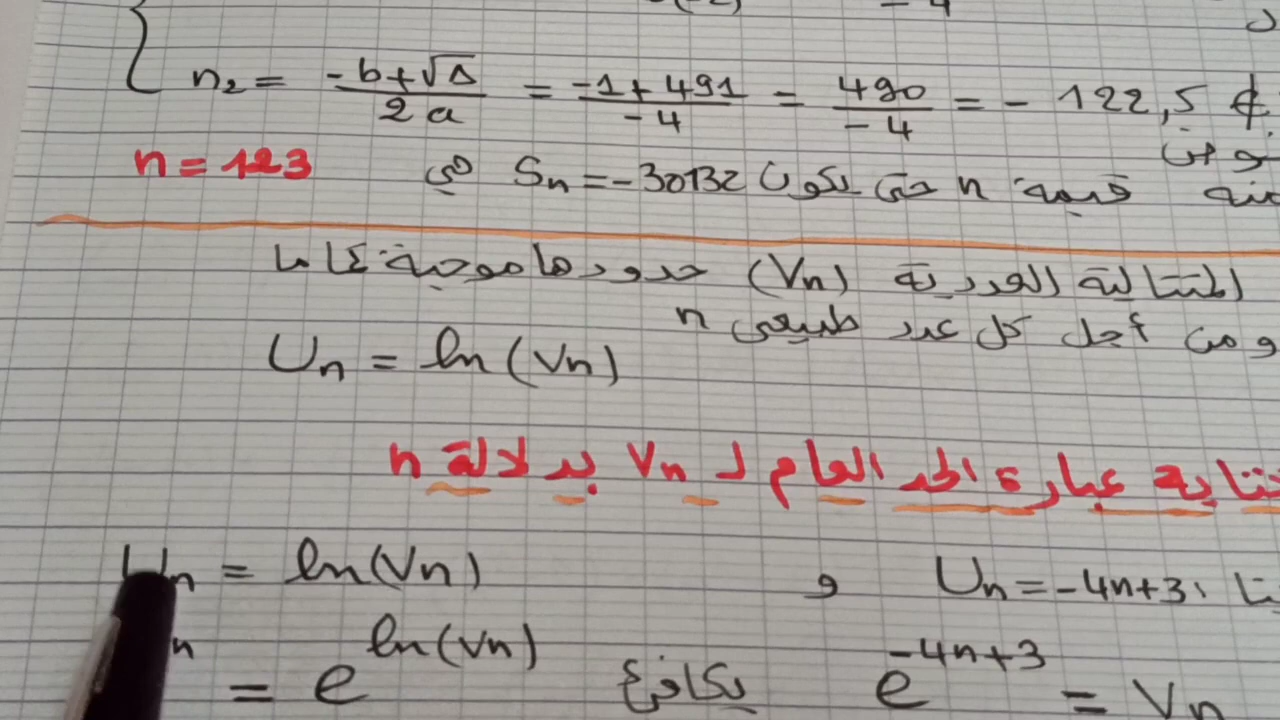 n₂ = (-b+√Δ)/(2a) = (-1+491)/(-4) = 490/(-4) = -122,5 ∉
ومن
قيمة n حتى يكون Sn = -30132 هي n = 123
المتتالية العددية (Vn) حدودها موجبة تماما
ومن أجل كل عدد طبيعي n
Un = ln(Vn)
عبارة الحد العام لـ Vn بدلالة n
Un = -4n+3 و Un = ln(Vn)
e^(-4n+3) = Vn يكافئ = e^(ln(Vn))